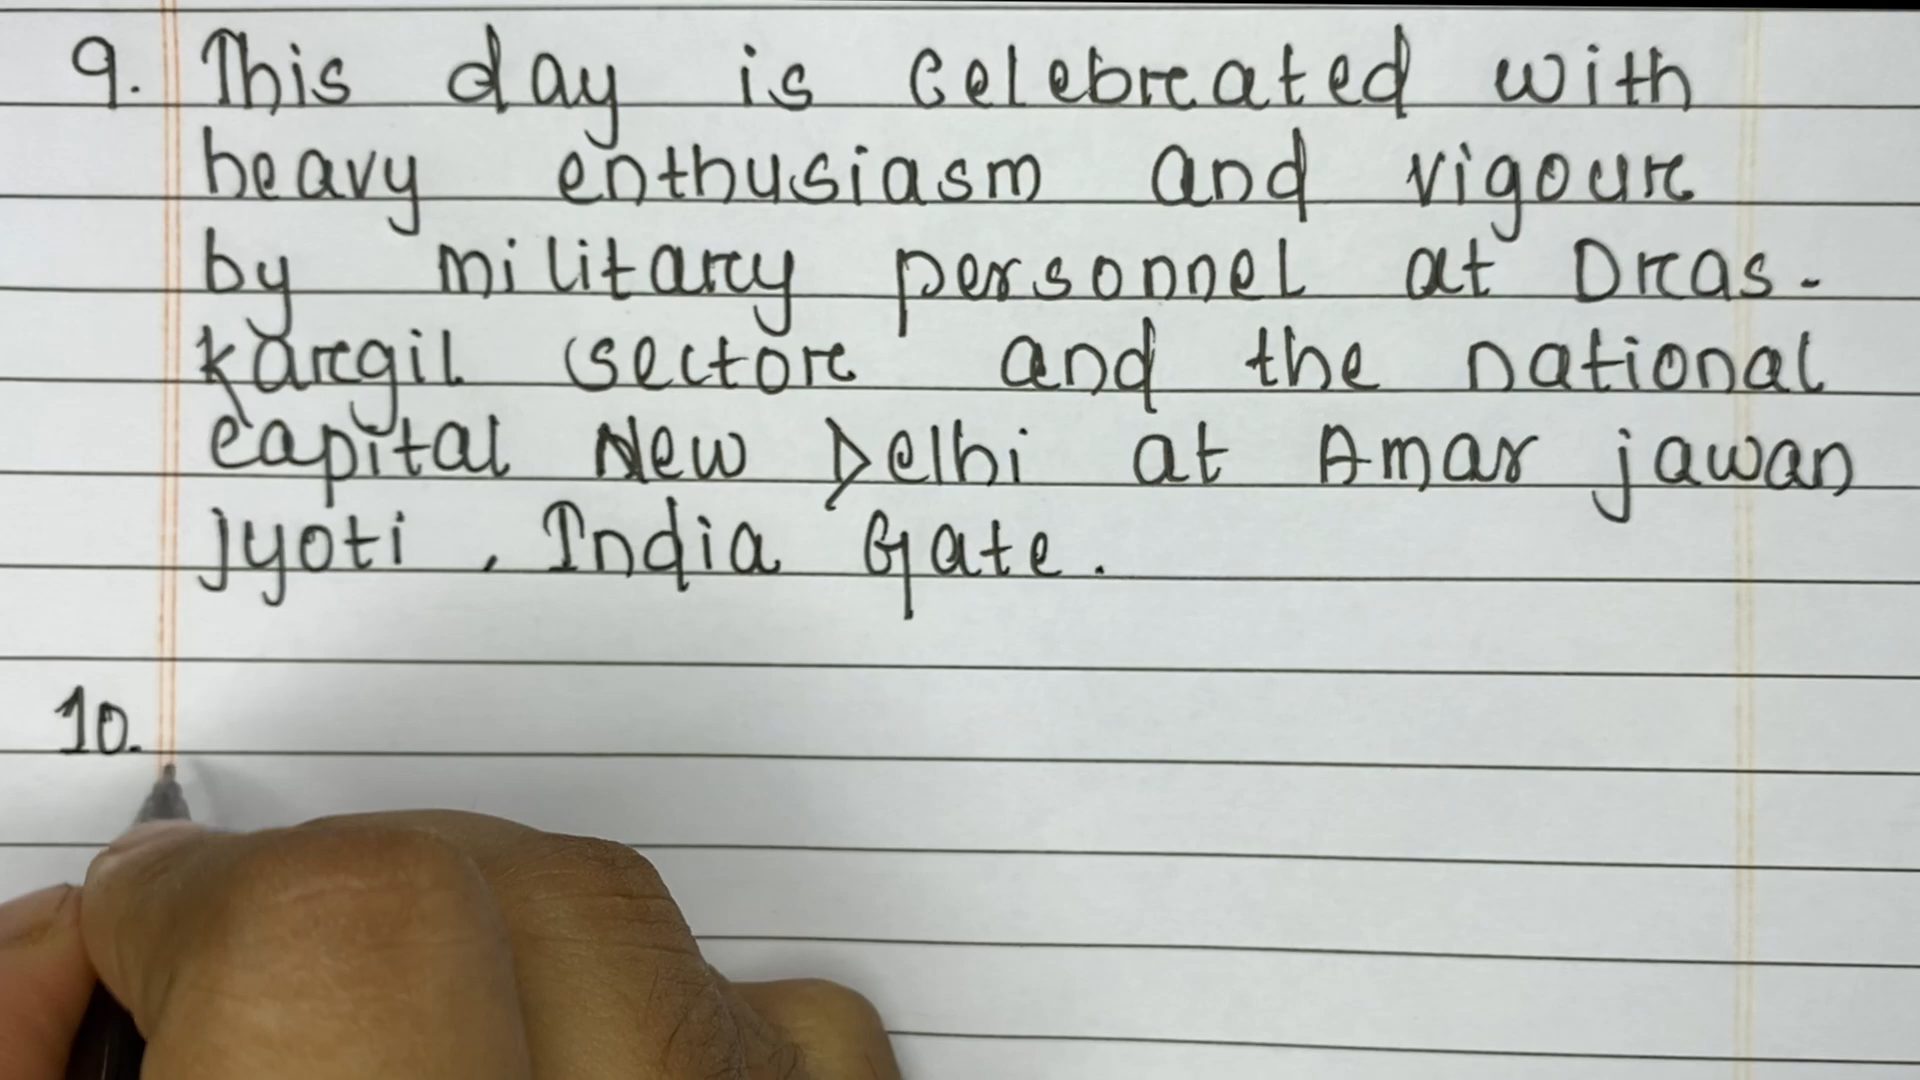 9. This day is celebrated with
heavy enthusiasm and vigour
by military personnel at Dras-
Kargil sector and the national
capital New Delhi at Amar jawan
jyoti, India Gate.
10.